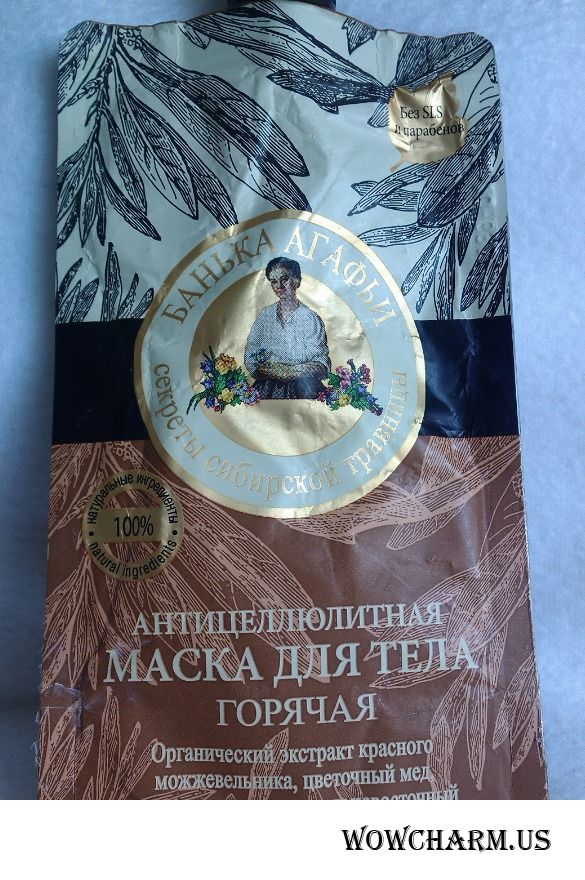 Без SLS
и парабенов
БАНЬКА АГАФЬИ
секреты сибирской травницы
натуральные ингредиенты
100%
natural ingredients
АНТИЦЕЛЛЮЛИТНАЯ
МАСКА ДЛЯ ТЕЛА
ГОРЯЧАЯ
Органический экстракт красного
можжевельника, цветочный мед
WOWCHARM.US